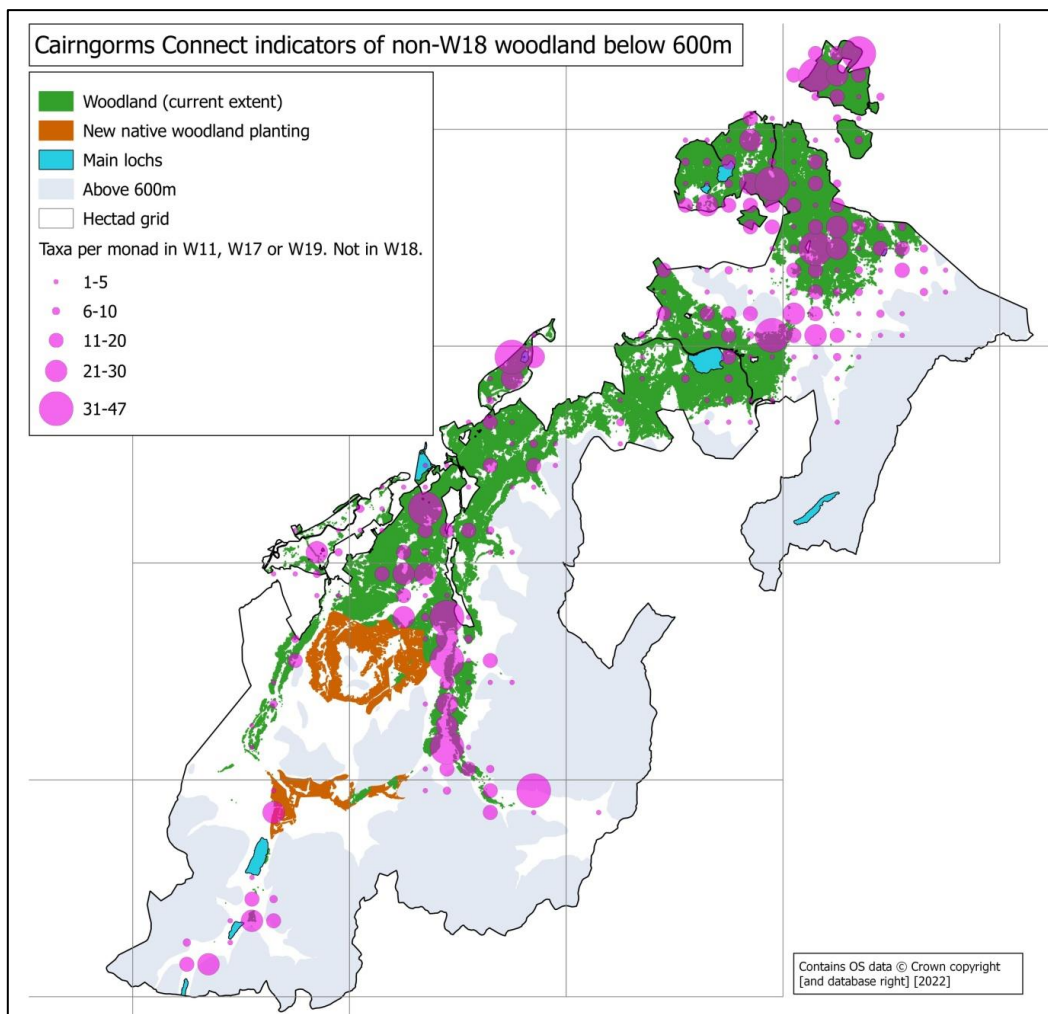 Cairngorms Connect indicators of non-W18 woodland below 600m
Woodland (current extent)
New native woodland planting
Main lochs
Above 600m
Hectad grid
Taxa per monad in W11, W17 or W19. Not in W18.
1-5
6-10
11-20
21-30
31-47
Contains OS data © Crown copyright
[and database right] [2022]